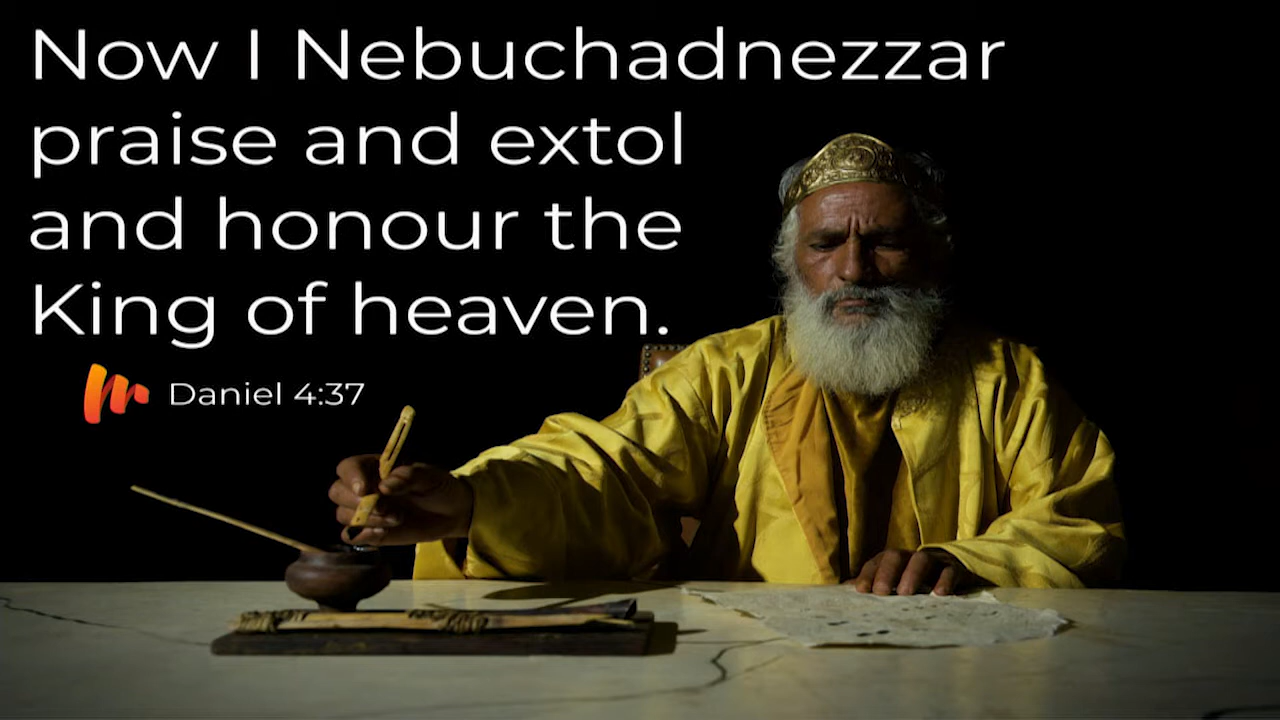 Now I Nebuchadnezzar
praise and extol
and honour the
King of heaven.
Daniel 4:37